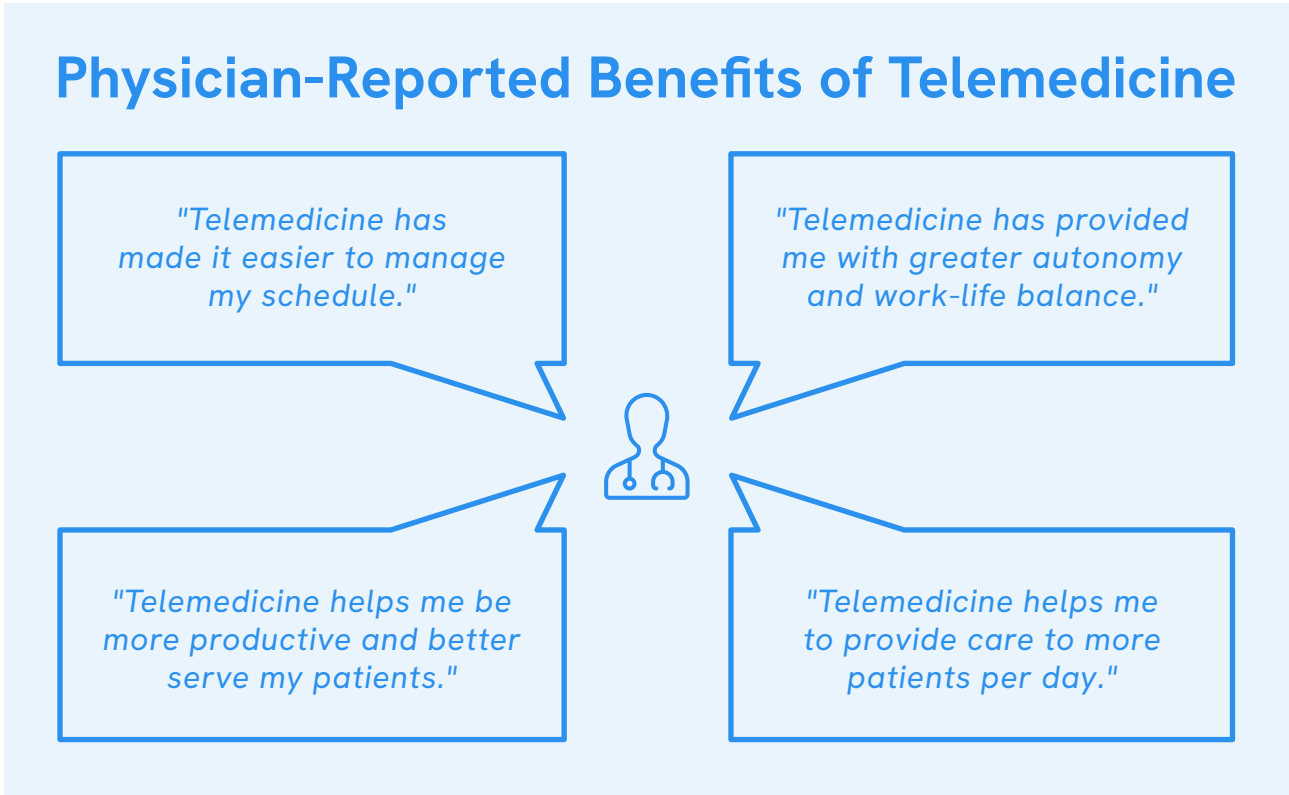 Physician-Reported Benefits of Telemedicine
"Telemedicine has
made it easier to manage
my schedule."
"Telemedicine has provided
me with greater autonomy
and work-life balance."
"Telemedicine helps me be
more productive and better
serve my patients."
"Telemedicine helps me
to provide care to more
patients per day."